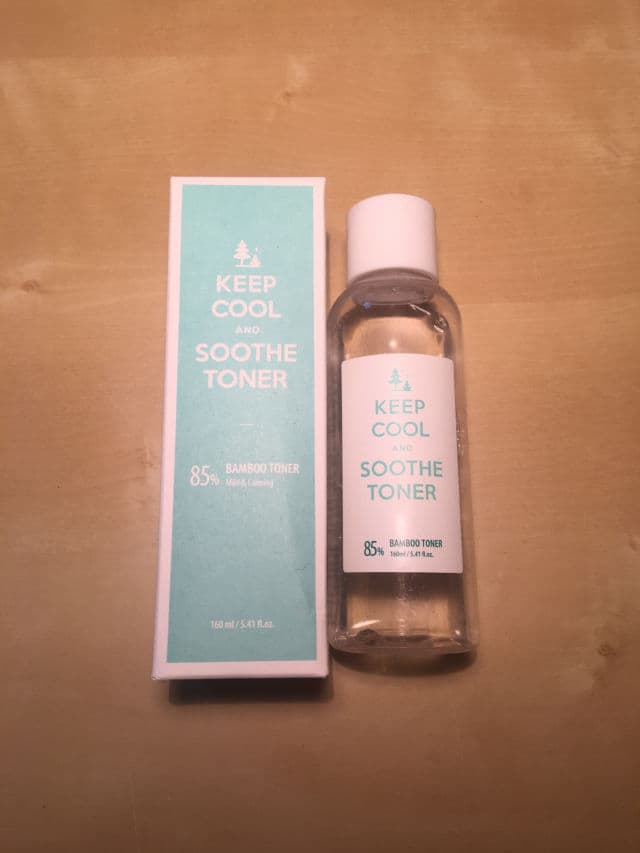 KEEP
COOL
AND
SOOTHE
TONER
85% BAMBOO TONER
Mild & Calming
160 ml / 5.41 fl.oz.
KEEP
COOL
AND
SOOTHE
TONER
85% BAMBOO TONER
160ml / 5.41 fl.oz.